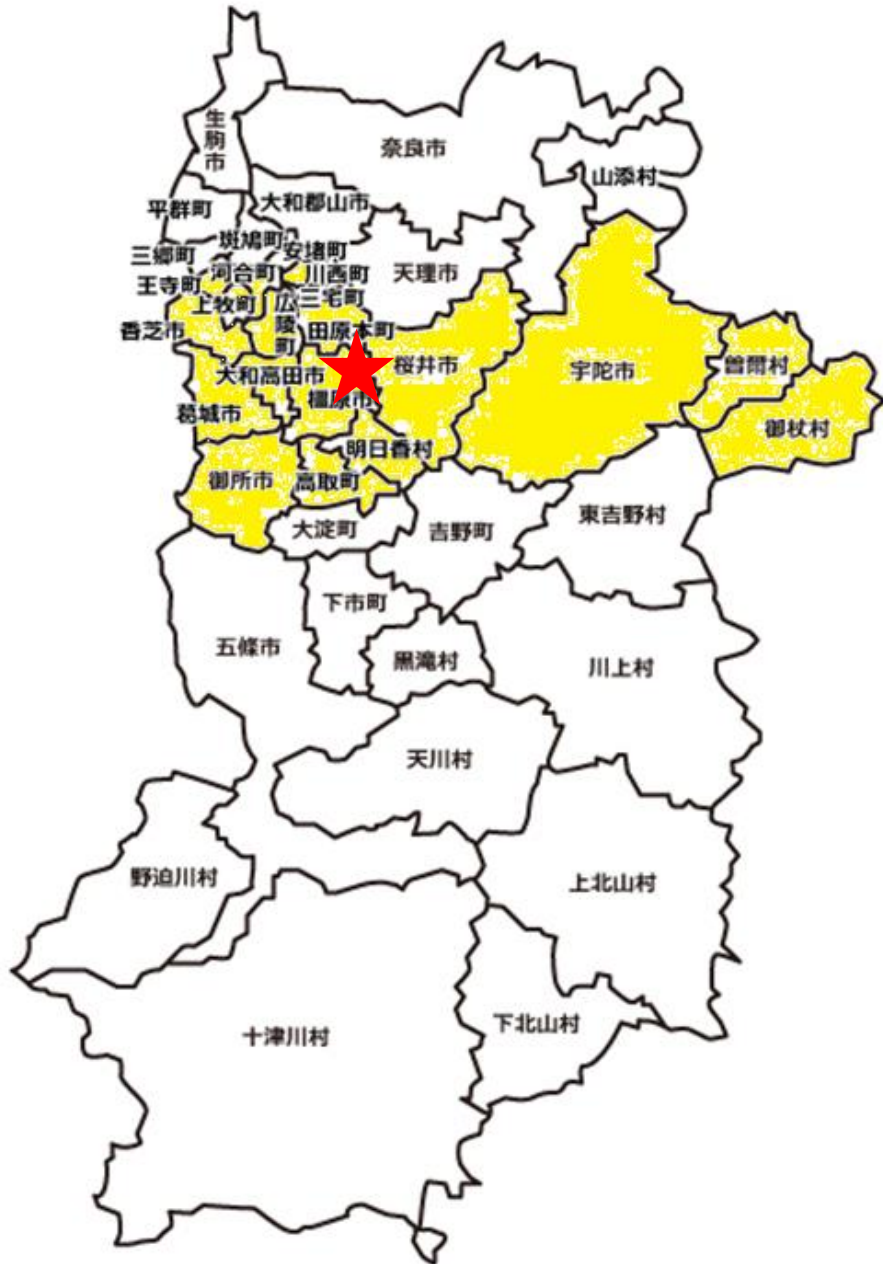 生駒市
奈良市
山添村
平群町
大和郡山市
斑鳩町
安堵町
三郷町
河合町
川西町
天理市
王寺町
上牧町
広陵町
三宅町
香芝市
田原本町
桜井市
宇陀市
曽爾村
大和高田市
橿原市
葛城市
御杖村
明日香村
御所市
高取町
大淀町
吉野町
東吉野村
下市町
五條市
黒滝村
川上村
天川村
野迫川村
上北山村
十津川村
下北山村